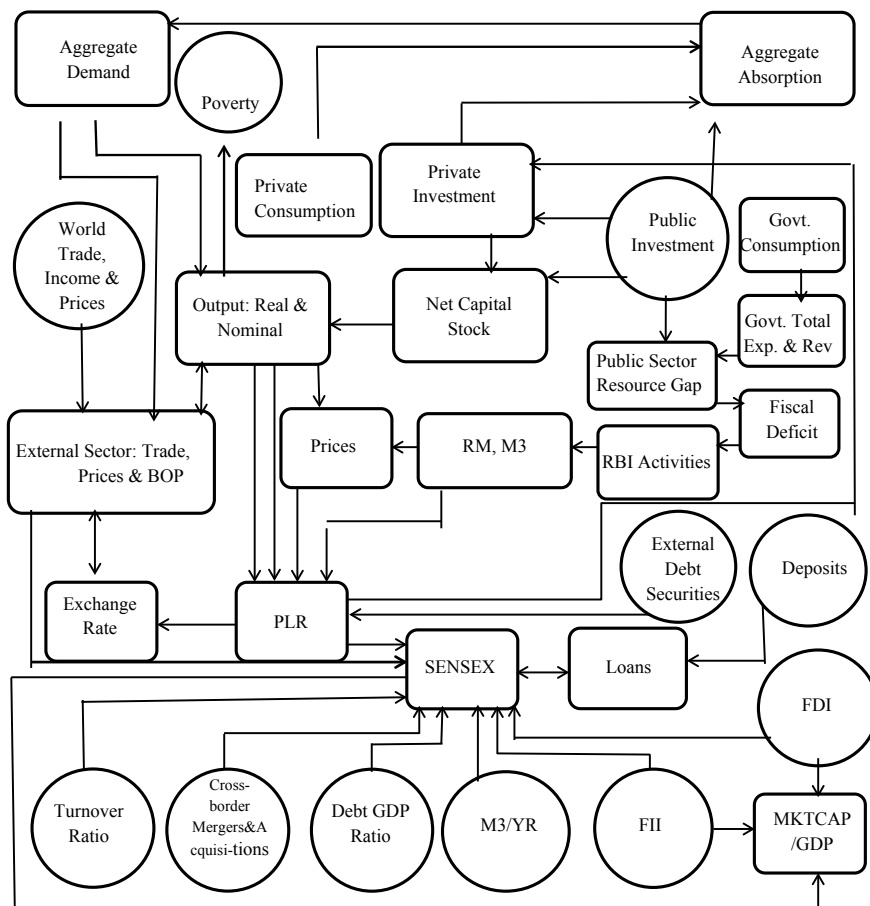 Aggregate
Demand
Poverty
Aggregate
Absorption
Private
Consumption
Private
Investment
Public
Investment
Govt.
Consumption
World
Trade,
Income &
Prices
Output: Real &
Nominal
Net Capital
Stock
Govt. Total
Exp. & Rev
Public Sector
Resource Gap
Fiscal
Deficit
External Sector: Trade,
Prices & BOP
Prices
RM, M3
RBI Activities
External
Debt
Securities
Deposits
Exchange
Rate
PLR
SENSEX
Loans
FDI
Turnover
Ratio
Cross-
border
Mergers&A
cquisi-tions
Debt GDP
Ratio
M3/YR
FII
MKTCAP
/GDP